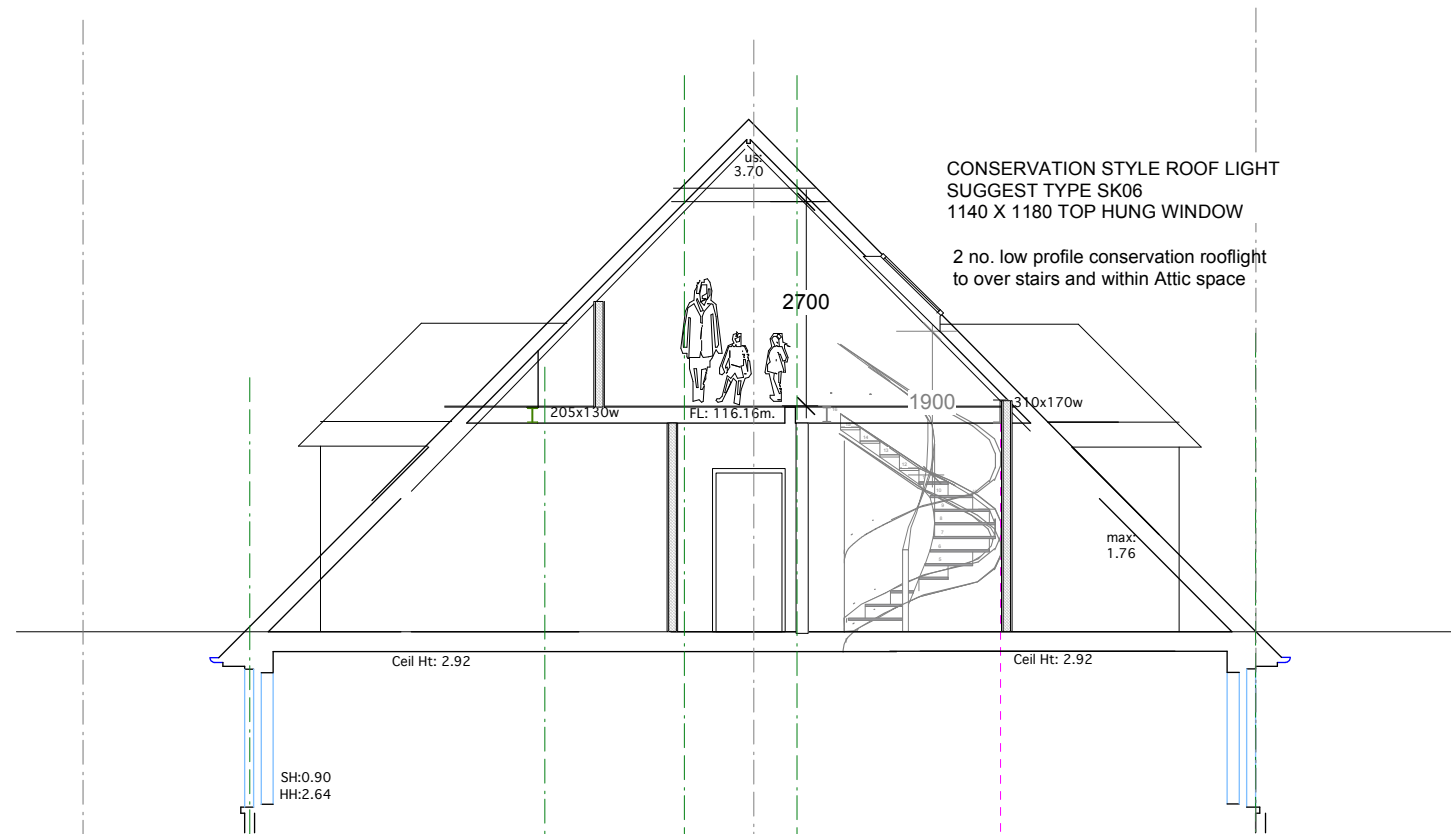 us:
3.70
CONSERVATION STYLE ROOF LIGHT
SUGGEST TYPE SK06
1140 X 1180 TOP HUNG WINDOW
2 no. low profile conservation rooflight
to over stairs and within Attic space
2700
1900
310x170w
205x130w
FL: 116.16m.
max:
1.76
Ceil Ht: 2.92
Ceil Ht: 2.92
SH:0.90
HH:2.64